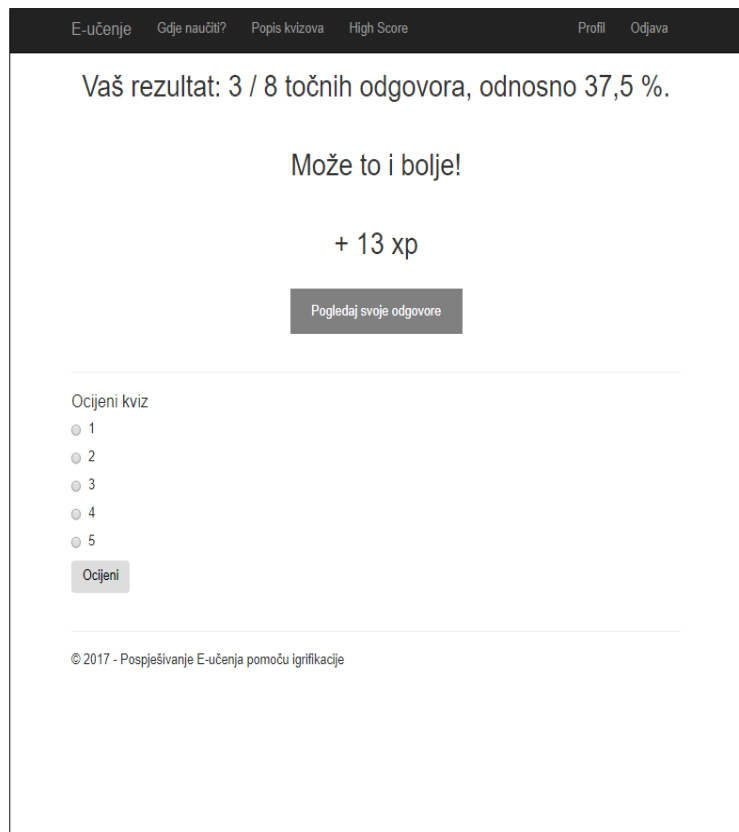 E-učenje Gdje naučiti? Popis kvizova High Score Profil Odjava
Vaš rezultat: 3 / 8 točnih odgovora, odnosno 37,5 %.
Može to i bolje!
+ 13 xp
Pogledaj svoje odgovore
Ocijeni kviz
1
2
3
4
5
Ocijeni
© 2017 - Pospješivanje E-učenja pomoču igrifikacije